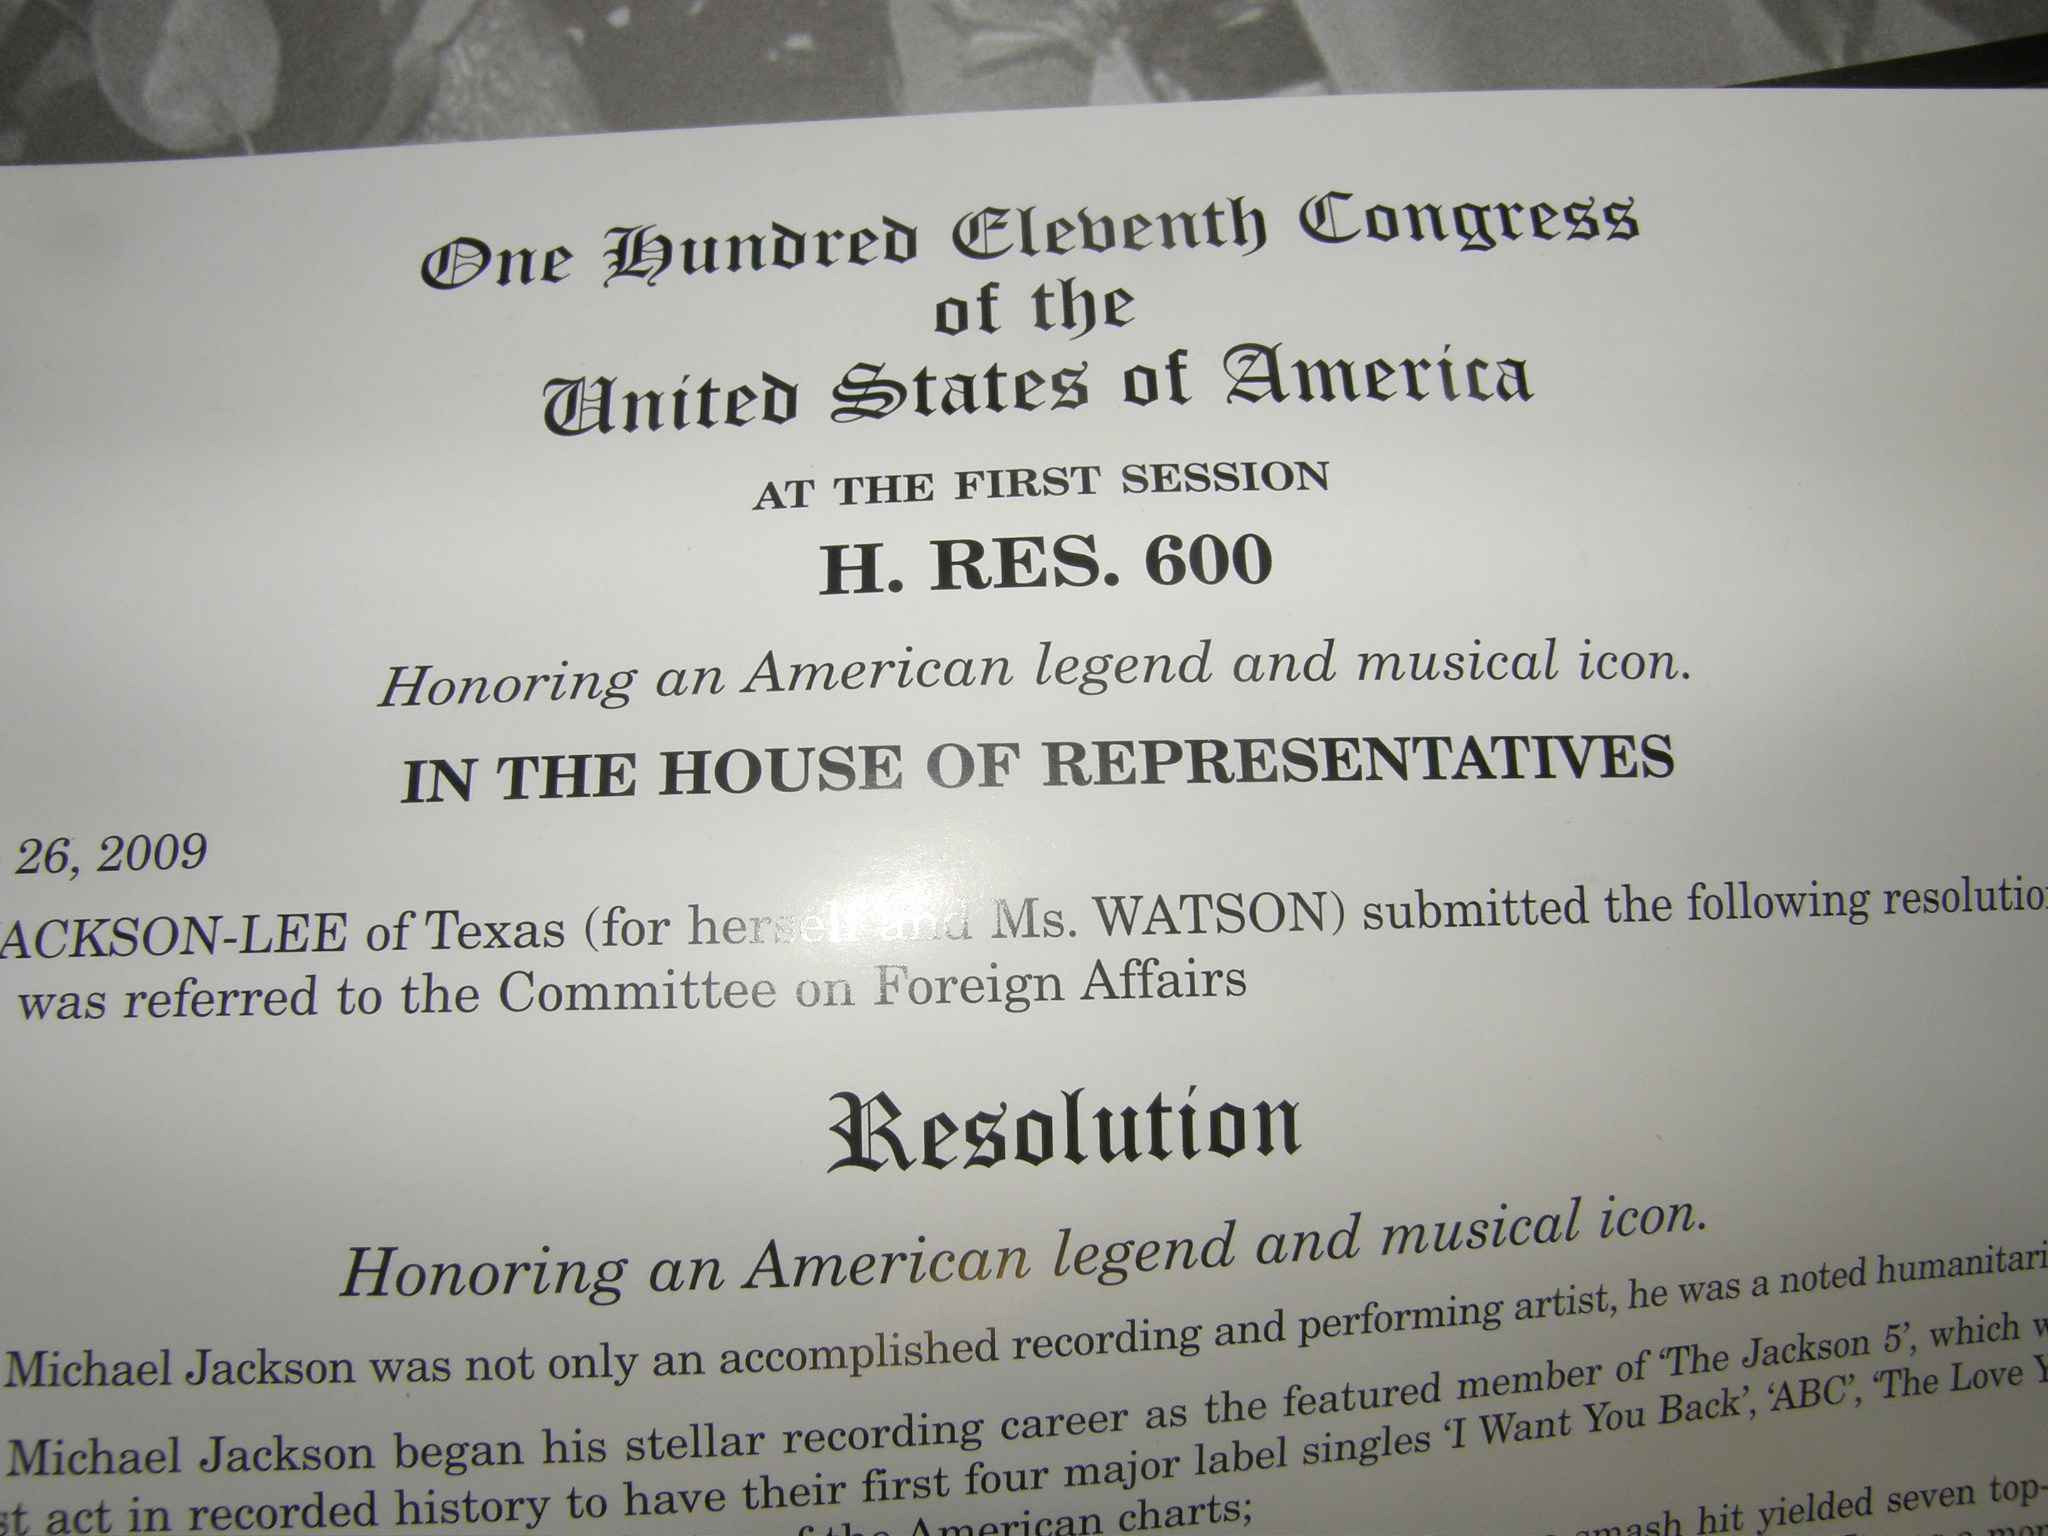 One Hundred Eleventh Congress
of the
United States of America
AT THE FIRST SESSION
H. RES. 600
Honoring an American legend and musical icon.
IN THE HOUSE OF REPRESENTATIVES
26, 2009
ACKSON-LEE of Texas (for herself and Ms. WATSON) submitted the following resolutio
was referred to the Committee on Foreign Affairs
Resolution
Honoring an American legend and musical icon.
Michael Jackson was not only an accomplished recording and performing artist, he was a noted humanitari
Michael Jackson began his stellar recording career as the featured member of ‘The Jackson 5’, which w
st act in recorded history to have their first four major label singles ‘I Want You Back’, ‘ABC’, ‘The Love Y
of the American charts;
smash hit yielded seven top-